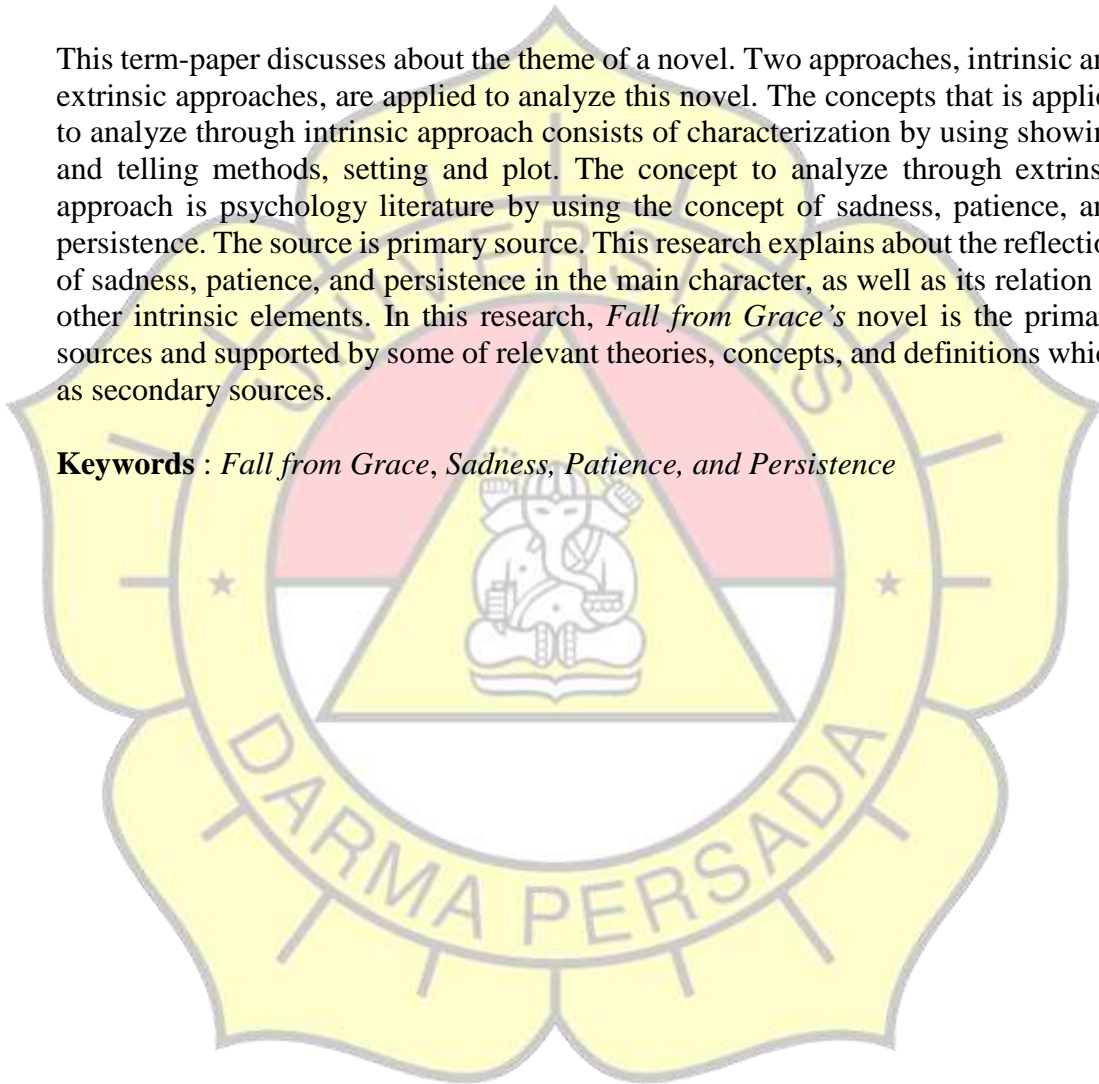 This term-paper discusses about the theme of a novel. Two approaches, intrinsic an
extrinsic approaches, are applied to analyze this novel. The concepts that is applie
to analyze through intrinsic approach consists of characterization by using showin
and telling methods, setting and plot. The concept to analyze through extrins
approach is psychology literature by using the concept of sadness, patience, an
persistence. The source is primary source. This research explains about the reflectio
of sadness, patience, and persistence in the main character, as well as its relation
other intrinsic elements. In this research, Fall from Grace's novel is the prima
sources and supported by some of relevant theories, concepts, and definitions whic
as secondary sources.
Keywords : Fall from Grace, Sadness, Patience, and Persistence
UNIVERSITAS
DARMA PERSADA